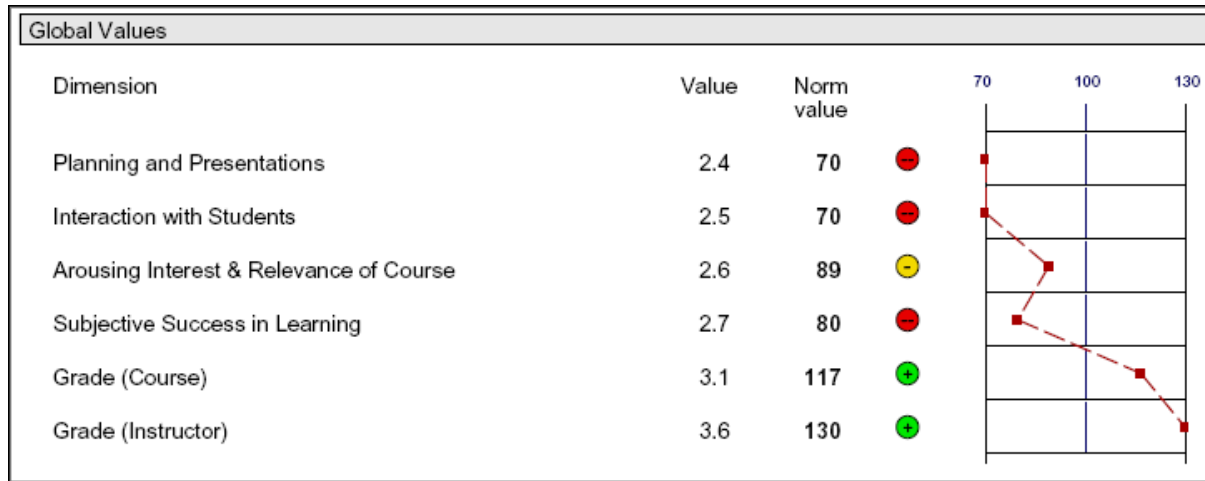 Global Values
Dimension Value Norm value 70 100 130
Planning and Presentations 2.4 70 --
Interaction with Students 2.5 70 --
Arousing Interest & Relevance of Course 2.6 89 -
Subjective Success in Learning 2.7 80 --
Grade (Course) 3.1 117 +
Grade (Instructor) 3.6 130 +